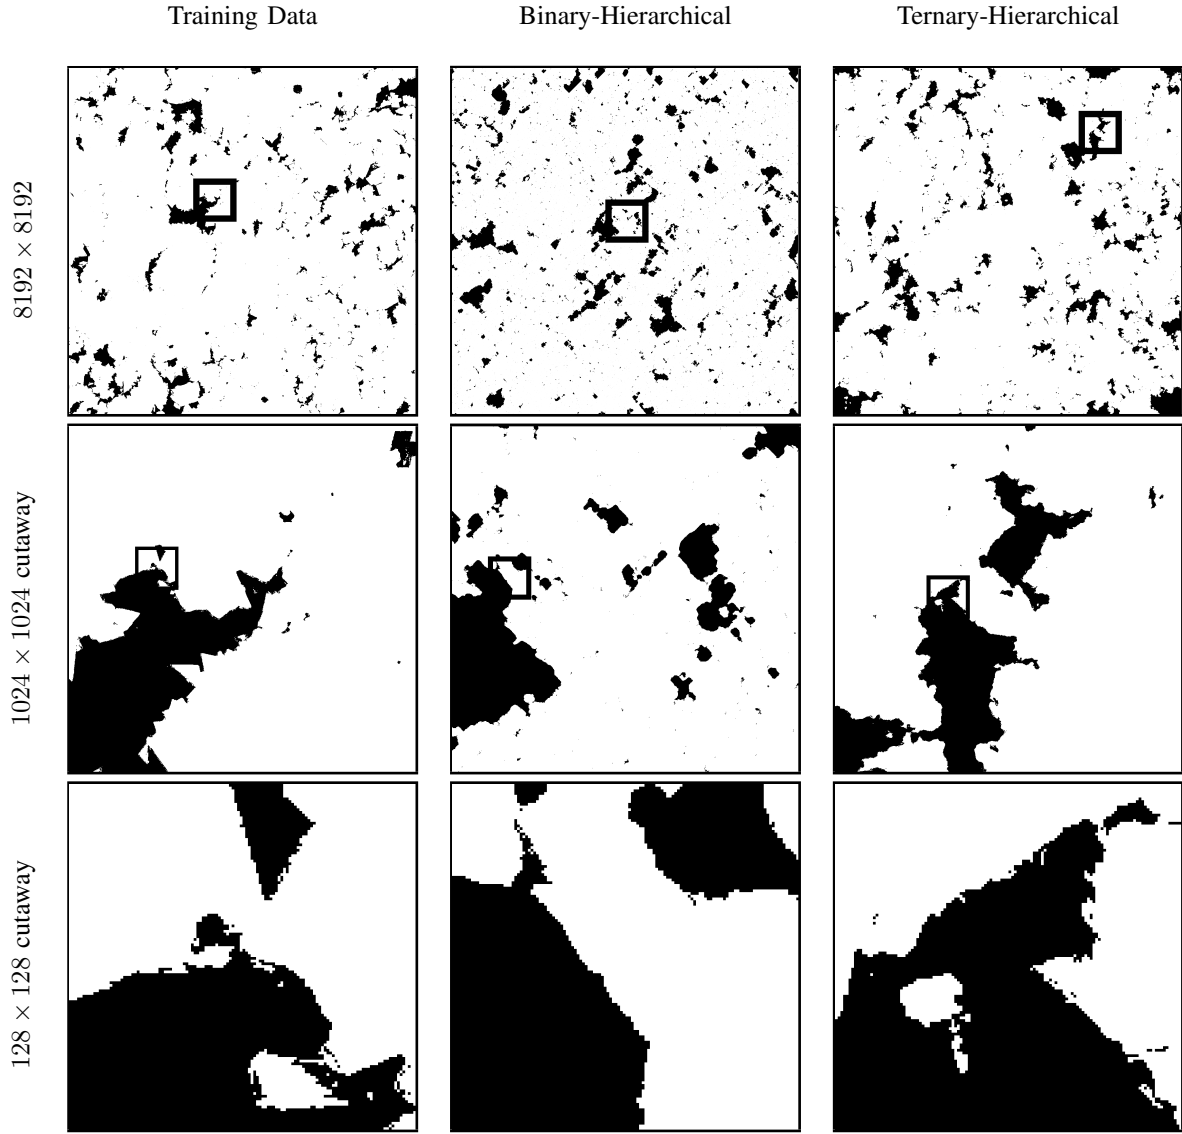 Training Data
Binary-Hierarchical
Ternary-Hierarchical
8192 × 8192
1024 × 1024 cutaway
128 × 128 cutaway